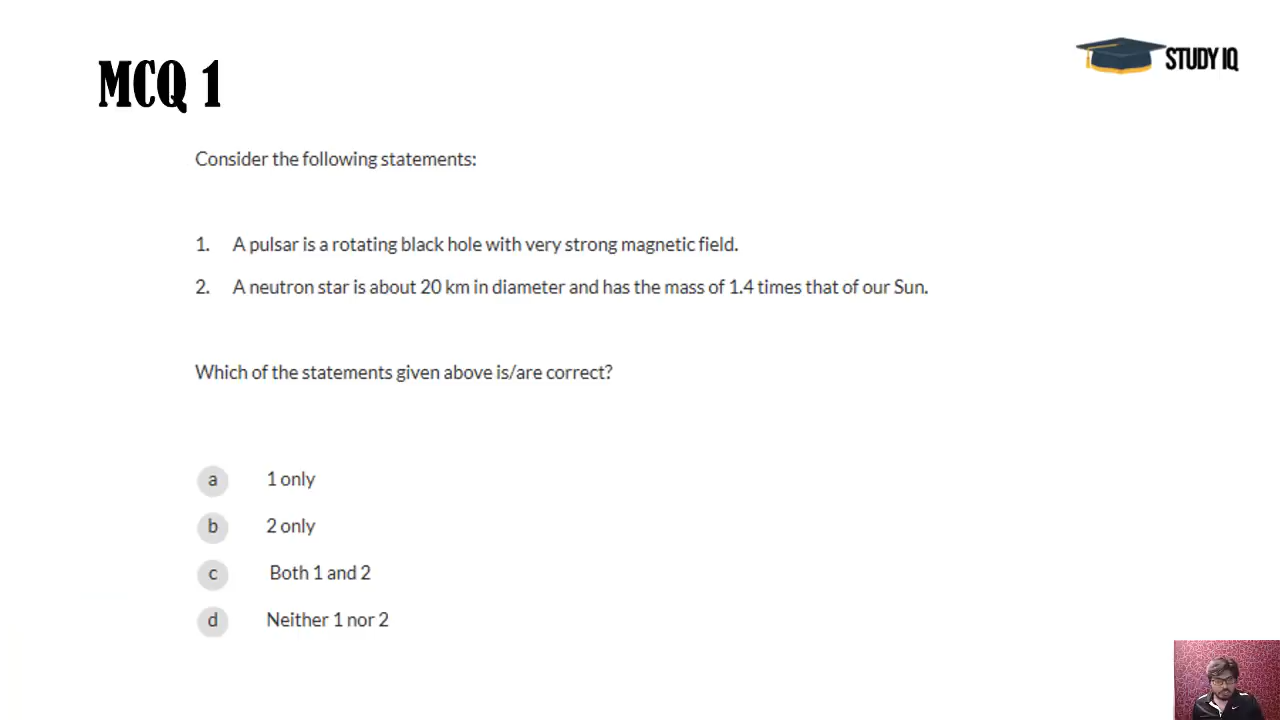 STUDY IQ
MCQ 1
Consider the following statements:
1. A pulsar is a rotating black hole with very strong magnetic field.
2. A neutron star is about 20 km in diameter and has the mass of 1.4 times that of our Sun.
Which of the statements given above is/are correct?
a 1 only
b 2 only
c Both 1 and 2
d Neither 1 nor 2